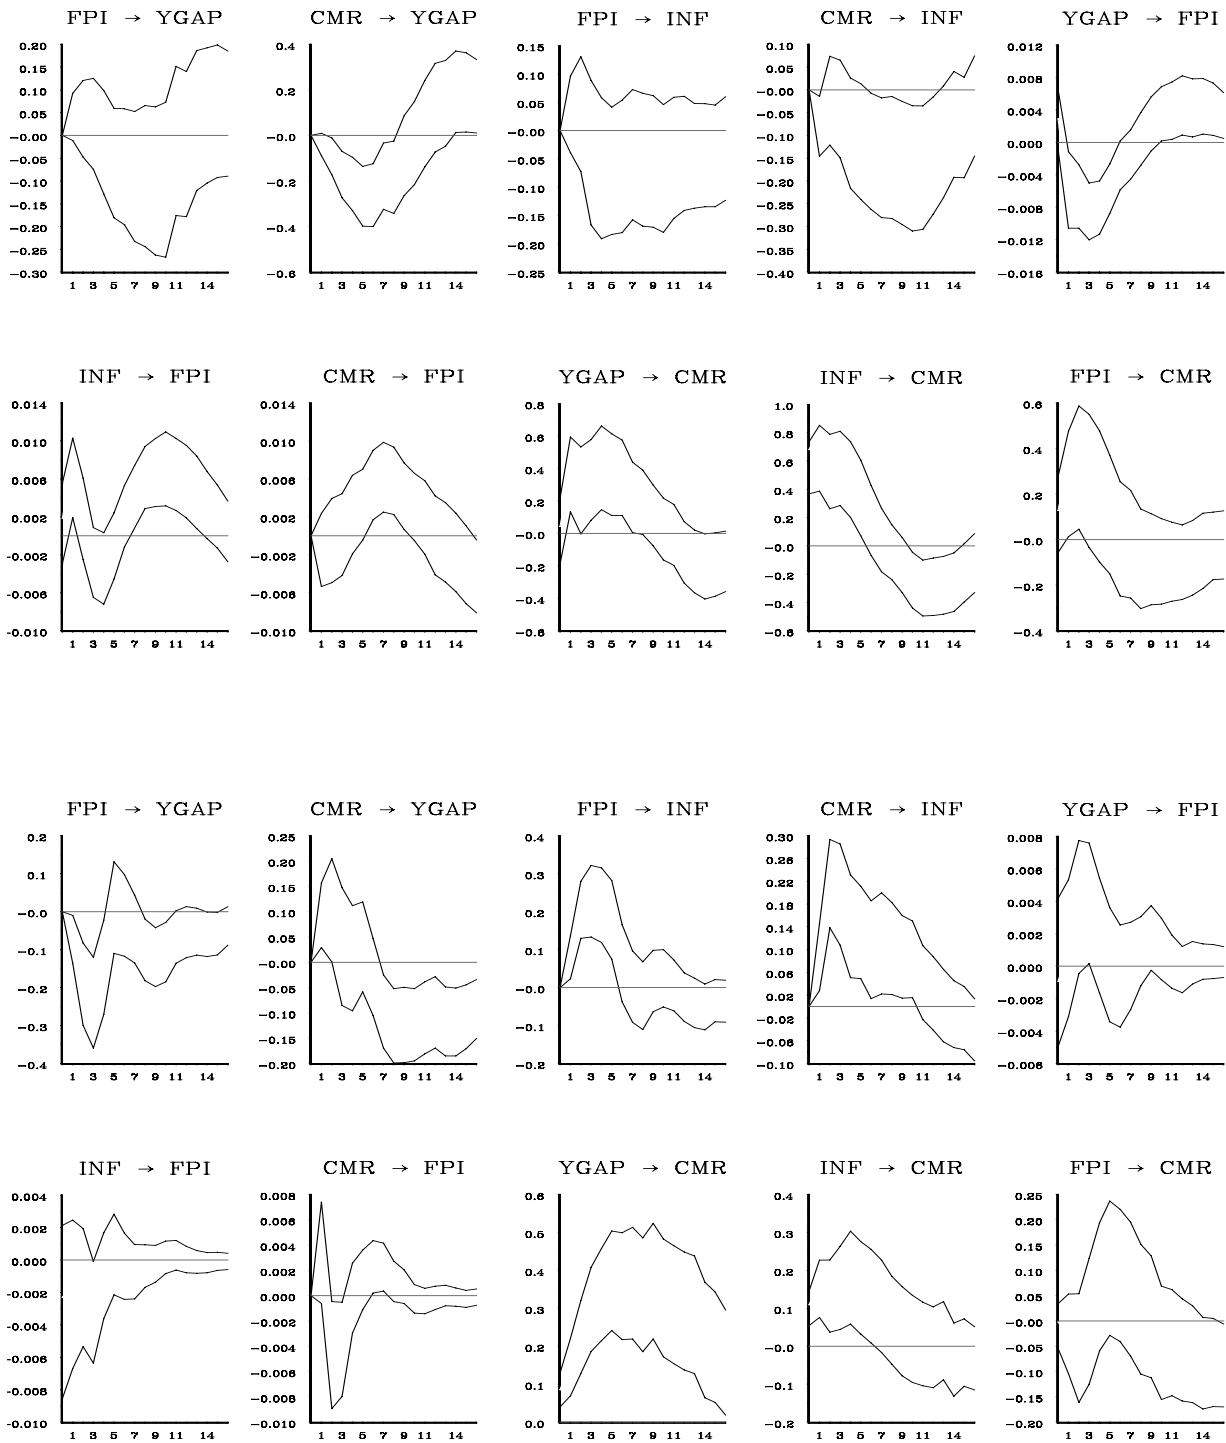 FPI → YGAP CMR → YGAP FPI → INF CMR → INF YGAP → FPI
0.20 0.4 0.15 0.10 0.012
0.15 0.2 0.10 0.05 0.008
0.10 -0.0 0.05 -0.00 0.004
0.05 -0.2 -0.00 -0.05 0.000
-0.00 -0.4 -0.05 -0.10 -0.004
-0.05 -0.6 -0.10 -0.15 -0.008
-0.10 -0.15 -0.20 -0.012
-0.15 -0.20 -0.25 -0.016
-0.20 -0.25 -0.30
-0.25 -0.35
-0.30 -0.40
1 3 5 7 9 11 14 1 3 5 7 9 11 14 1 3 5 7 9 11 14 1 3 5 7 9 11 14 1 3 5 7 9 11 14
INF → FPI CMR → FPI YGAP → CMR INF → CMR FPI → CMR
0.014 0.014 0.8 1.0 0.6
0.010 0.010 0.6 0.8 0.4
0.006 0.006 0.4 0.6 0.2
0.002 0.002 0.2 0.4 -0.0
-0.002 -0.002 -0.0 0.2 -0.2
-0.006 -0.006 -0.2 -0.0 -0.4
-0.010 -0.010 -0.4 -0.2
-0.6 -0.4
-0.6
1 3 5 7 9 11 14 1 3 5 7 9 11 14 1 3 5 7 9 11 14 1 3 5 7 9 11 14 1 3 5 7 9 11 14
FPI → YGAP CMR → YGAP FPI → INF CMR → INF YGAP → FPI
0.2 0.25 0.4 0.30 0.008
0.1 0.20 0.3 0.26 0.006
-0.0 0.15 0.2 0.22 0.004
-0.1 0.10 0.1 0.18 0.002
-0.2 0.05 -0.0 0.14 0.000
-0.3 -0.00 -0.1 0.10 -0.002
-0.4 -0.05 -0.2 0.06 -0.004
-0.10 0.02 -0.006
-0.15 -0.02
-0.20 -0.06
-0.10
1 3 5 7 9 11 14 1 3 5 7 9 11 14 1 3 5 7 9 11 14 1 3 5 7 9 11 14 1 3 5 7 9 11 14
INF → FPI CMR → FPI YGAP → CMR INF → CMR FPI → CMR
0.004 0.008 0.6 0.4 0.25
0.002 0.006 0.5 0.3 0.20
0.000 0.004 0.4 0.2 0.15
-0.002 0.002 0.3 0.1 0.10
-0.004 0.000 0.2 -0.0 0.05
-0.006 -0.002 0.1 -0.1 -0.00
-0.008 -0.004 0.0 -0.2 -0.05
-0.010 -0.006 -0.10
-0.008 -0.15
-0.010 -0.20
1 3 5 7 9 11 14 1 3 5 7 9 11 14 1 3 5 7 9 11 14 1 3 5 7 9 11 14 1 3 5 7 9 11 14